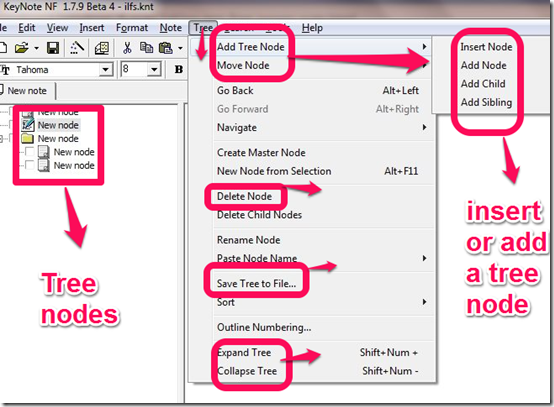 KeyNote NF 1.7.9 Beta 4 - ilfs.knt
Edit View Insert Format Note Tree Search Tools Help
Tahoma 8
New note
New node
New node
New node
New node
New node
Add Tree Node
Move Node
Go Back Alt+Left
Go Forward Alt+Right
Navigate
Create Master Node
New Node from Selection Alt+F11
Delete Node
Delete Child Nodes
Rename Node
Paste Node Name
Save Tree to File...
Sort
Outline Numbering...
Expand Tree Shift+Num +
Collapse Tree Shift+Num -
Insert Node
Add Node
Add Child
Add Sibling
Tree
nodes
insert
or add
a tree
node